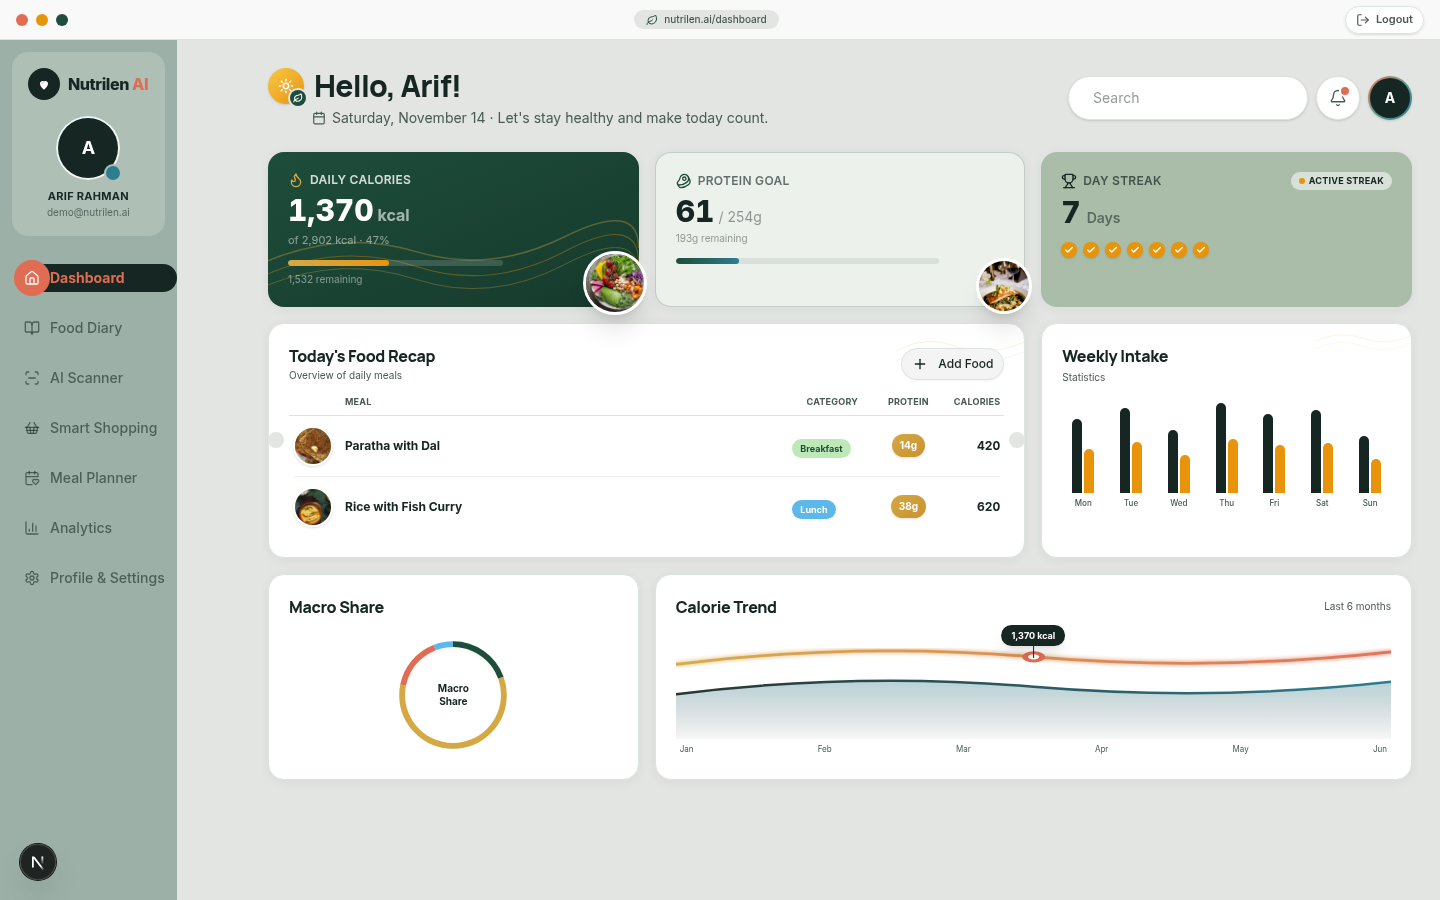 nutrilen.ai/dashboard
Logout
Nutrilen AI
A
ARIF RAHMAN
demo@nutrilen.ai
Dashboard
Food Diary
AI Scanner
Smart Shopping
Meal Planner
Analytics
Profile & Settings
N
Hello, Arif!
Saturday, November 14 · Let's stay healthy and make today count.
Search
A
DAILY CALORIES
1,370 kcal
of 2,902 kcal · 47%
1,532 remaining
PROTEIN GOAL
61 / 254g
193g remaining
DAY STREAK
ACTIVE STREAK
7 Days
Today's Food Recap
Overview of daily meals
Add Food
MEAL CATEGORY PROTEIN CALORIES
Paratha with Dal Breakfast 14g 420
Rice with Fish Curry Lunch 38g 620
Weekly Intake
Statistics
Mon Tue Wed Thu Fri Sat Sun
Macro Share
Macro
Share
Calorie Trend
Last 6 months
1,370 kcal
Jan Feb Mar Apr May Jun